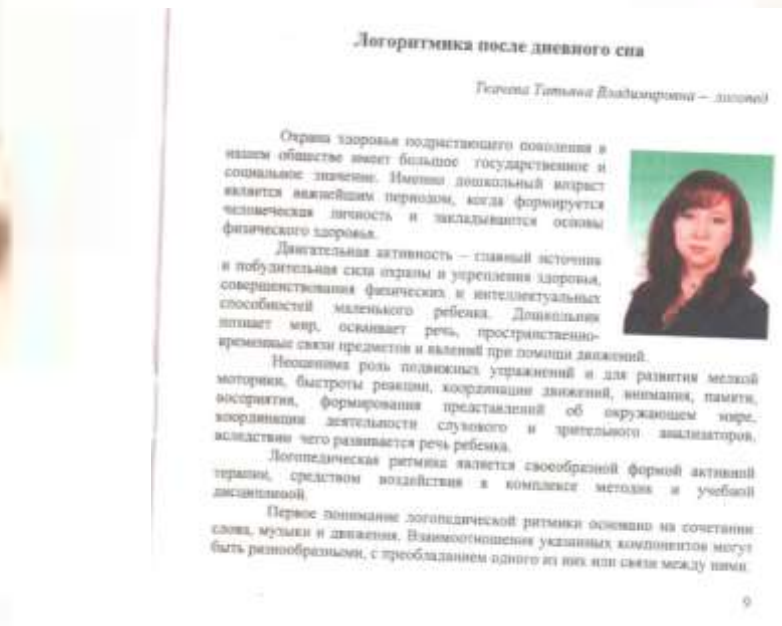 Логоритмика после дневного сна
Ткачева Татьяна Владимировна – логопед
Охрана здоровья подрастающего поколения в
нашем обществе имеет большое государственное и
социальное значение. Именно дошкольный возраст
является важнейшим периодом, когда формируется
человеческая личность и закладываются основы
физического здоровья.
Двигательная активность – главный источник
и побудительная сила охраны и укрепления здоровья,
совершенствования физических и интеллектуальных
способностей маленького ребенка. Дошкольник
познает мир, осваивает речь, пространственно-
временные связи предметов и явлений при помощи движений.
Неоценима роль подвижных упражнений и для развития мелкой
моторики, быстроты реакции, координации движений, внимания, памяти,
восприятия, формирования представлений об окружающем мире,
координации деятельности слухового и зрительного анализаторов,
вследствие чего развивается речь ребенка.
Логопедическая ритмика является своеобразной формой активной
терапии, средством воздействия в комплексе методик и учебной
дисциплиной.
Первое понимание логопедической ритмики основано на сочетании
слова, музыки и движения. Взаимоотношения указанных компонентов могут
быть разнообразными, с преобладанием одного из них или связи между ними.
9